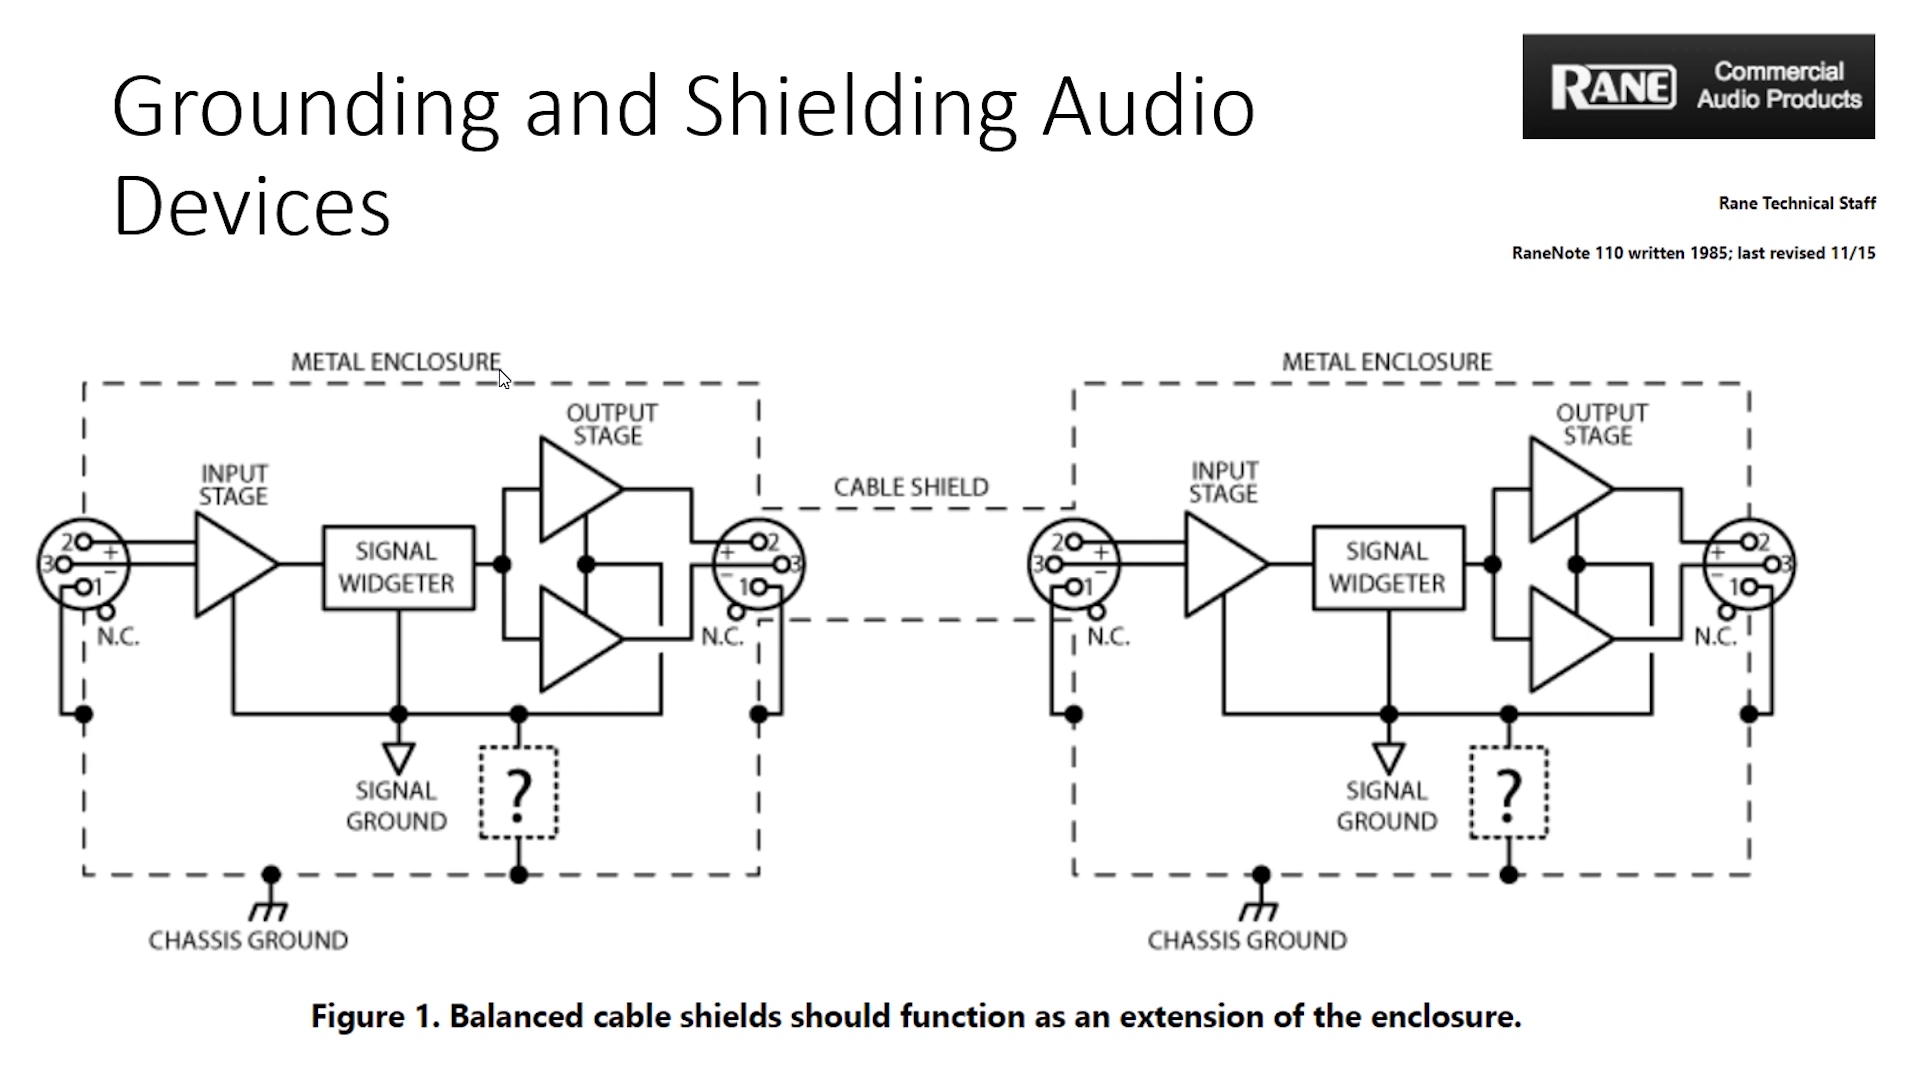 Grounding and Shielding Audio
Devices
RANE
Commercial
Audio Products
Rane Technical Staff
RaneNote 110 written 1985; last revised 11/15
METAL ENCLOSURE
OUTPUT
STAGE
INPUT
STAGE
2
+
3
−
1
N.C.
SIGNAL
WIDGETER
+
2
3
−
1
N.C.
SIGNAL
GROUND
?
CHASSIS GROUND
CABLE SHIELD
METAL ENCLOSURE
OUTPUT
STAGE
INPUT
STAGE
2
+
3
−
1
N.C.
SIGNAL
WIDGETER
+
2
3
−
1
N.C.
SIGNAL
GROUND
?
CHASSIS GROUND
Figure 1. Balanced cable shields should function as an extension of the enclosure.